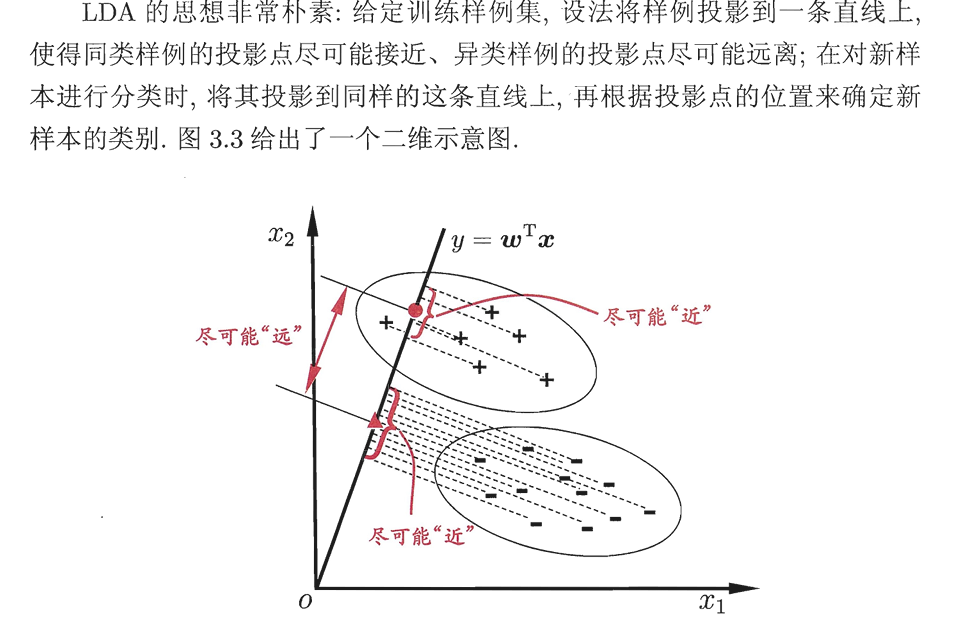 LDA 的思想非常朴素: 给定训练样例集, 设法将样例投影到一条直线上,
使得同类样例的投影点尽可能接近、异类样例的投影点尽可能远离; 在对新样
本进行分类时, 将其投影到同样的这条直线上, 再根据投影点的位置来确定新
样本的类别. 图 3.3 给出了一个二维示意图.
x₂
y = wᵀx
尽可能“远”
尽可能“近”
尽可能“近”
O
x₁